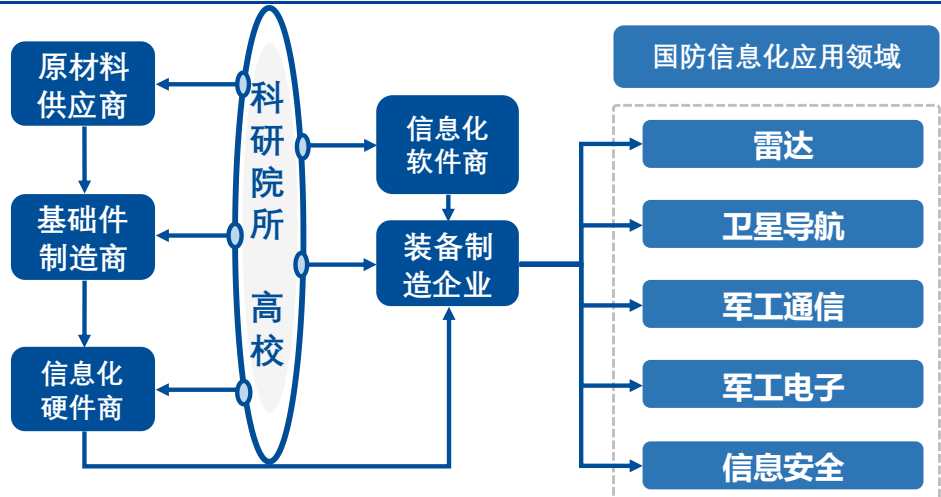 原材料
供应商
基础件
制造商
信息化
硬件商
科
研
院
所
高
校
信息化
软件商
装备制
造企业
国防信息化应用领域
雷达
卫星导航
军工通信
军工电子
信息安全